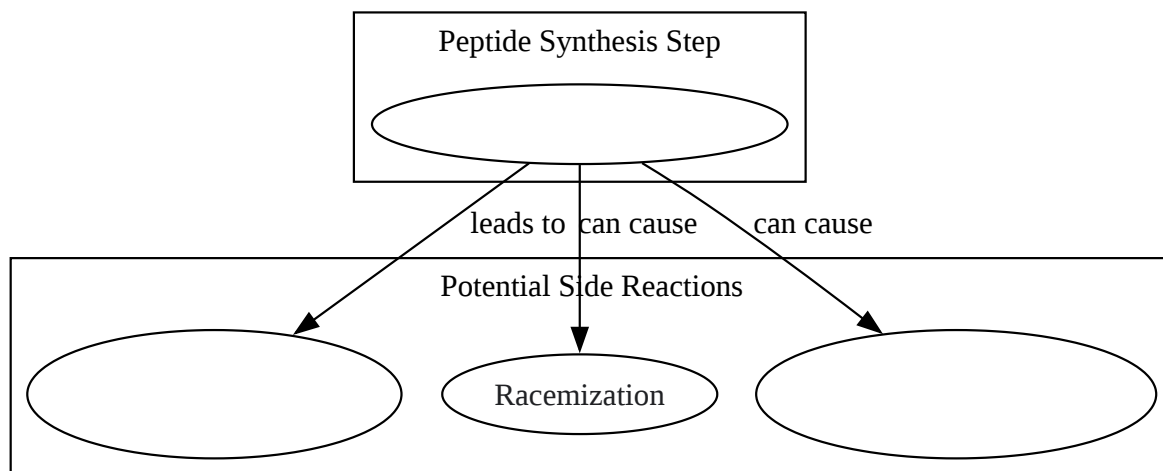 Peptide Synthesis Step
leads to
can cause
can cause
Potential Side Reactions
Racemization